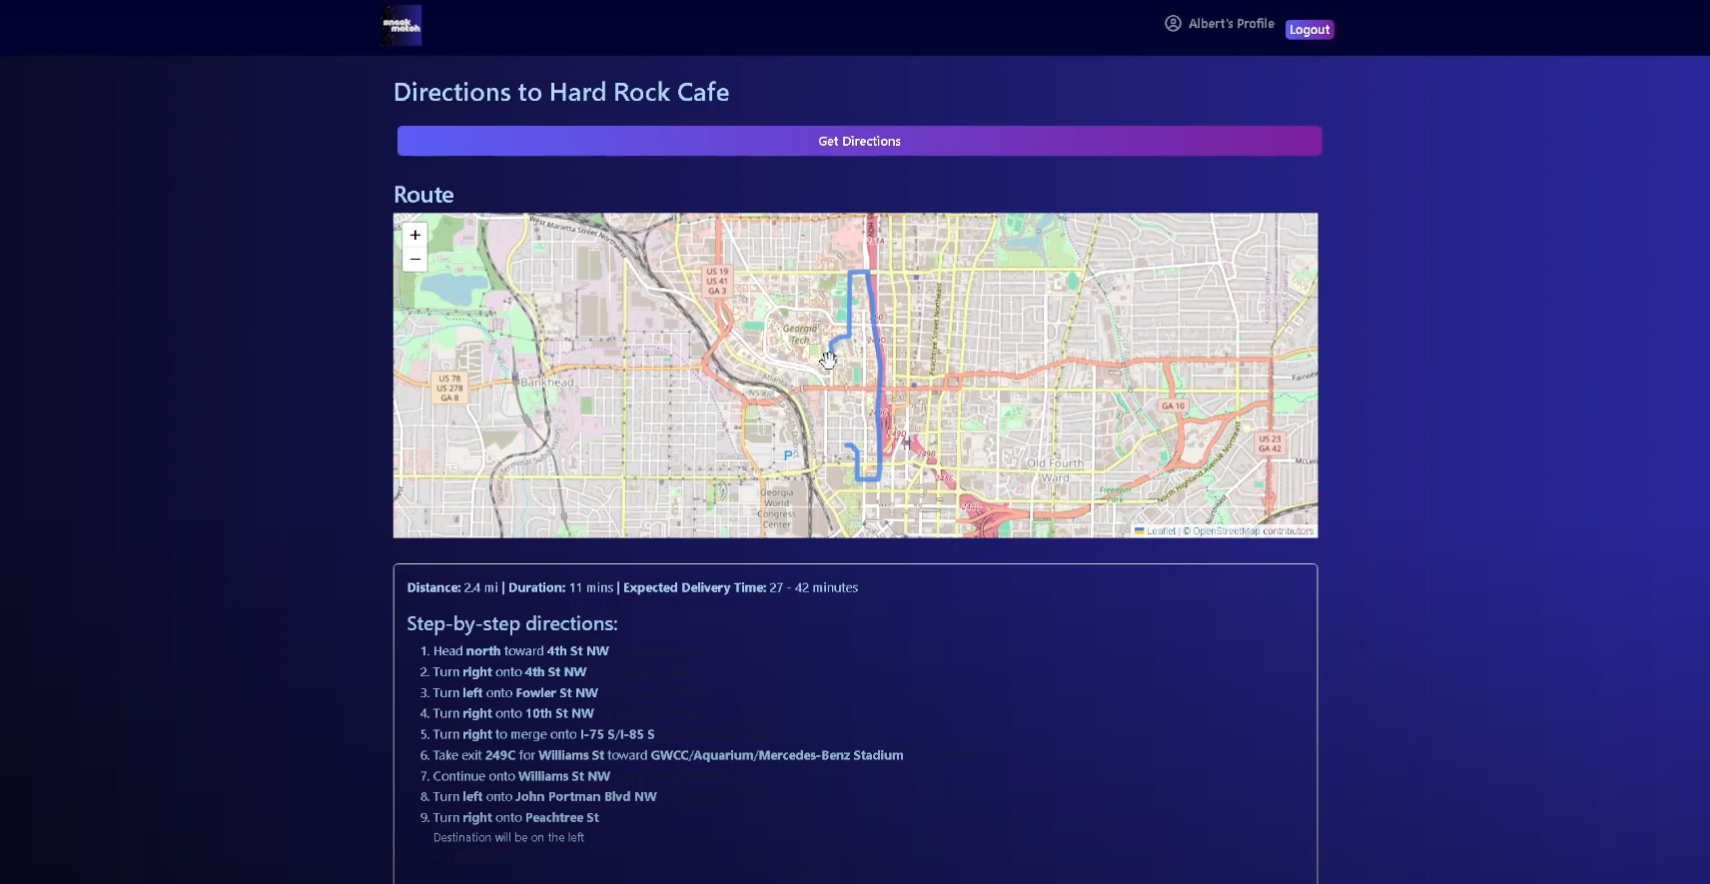 snack
match
Albert's Profile
Logout
Directions to Hard Rock Cafe
Get Directions
Route
+
−
West Marietta Street Northwest
251A
US 19
US 41
GA 3
Georgia
Tech
Peachtree Street Northeast
US 78
US 278
GA 8
Bankhead
GA 10
US 23
GA 42
P
249D
Old Fourth
Ward
Freedom
Park
North Highland Avenue Northeast
Georgia
World
Congress
Center
Leaflet | © OpenStreetMap contributors
Distance: 2.4 mi | Duration: 11 mins | Expected Delivery Time: 27 - 42 minutes
Step-by-step directions:
1. Head north toward 4th St NW
2. Turn right onto 4th St NW
3. Turn left onto Fowler St NW
4. Turn right onto 10th St NW
5. Turn right to merge onto I-75 S/I-85 S
6. Take exit 249C for Williams St toward GWCC/Aquarium/Mercedes-Benz Stadium
7. Continue onto Williams St NW
8. Turn left onto John Portman Blvd NW
9. Turn right onto Peachtree St
Destination will be on the left